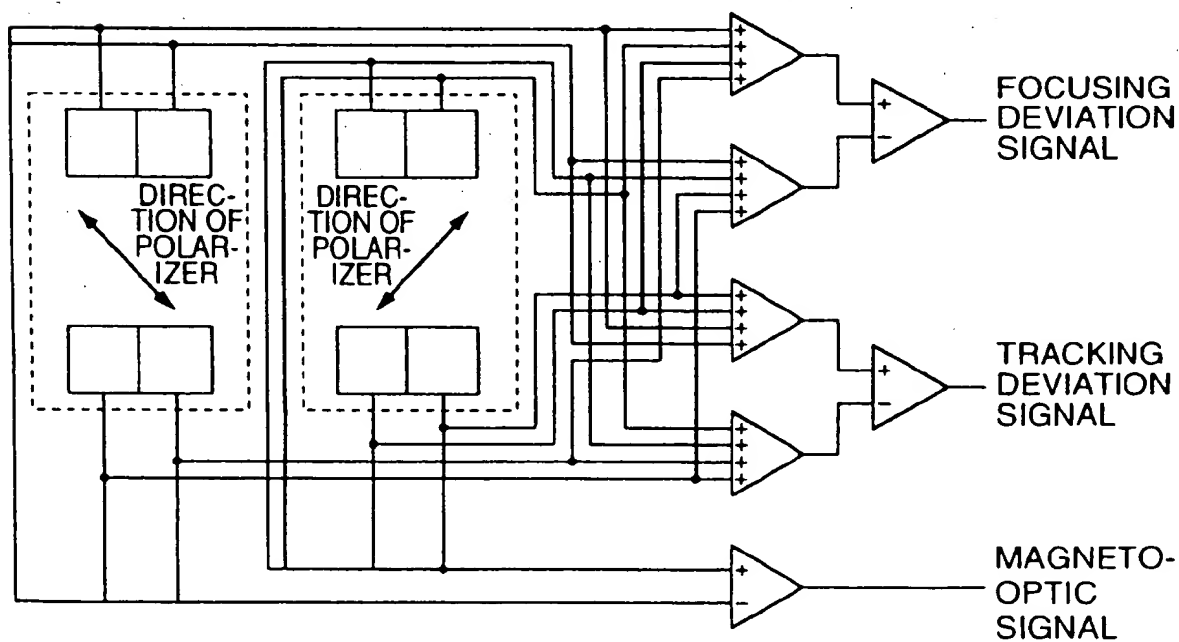 +
+
+
+
+
−
FOCUSING
DEVIATION
SIGNAL
+
+
+
+
DIREC-
TION OF
POLAR-
IZER
DIREC-
TION OF
POLAR-
IZER
+
+
+
+
+
−
TRACKING
DEVIATION
SIGNAL
+
+
+
+
+
−
MAGNETO-
OPTIC
SIGNAL